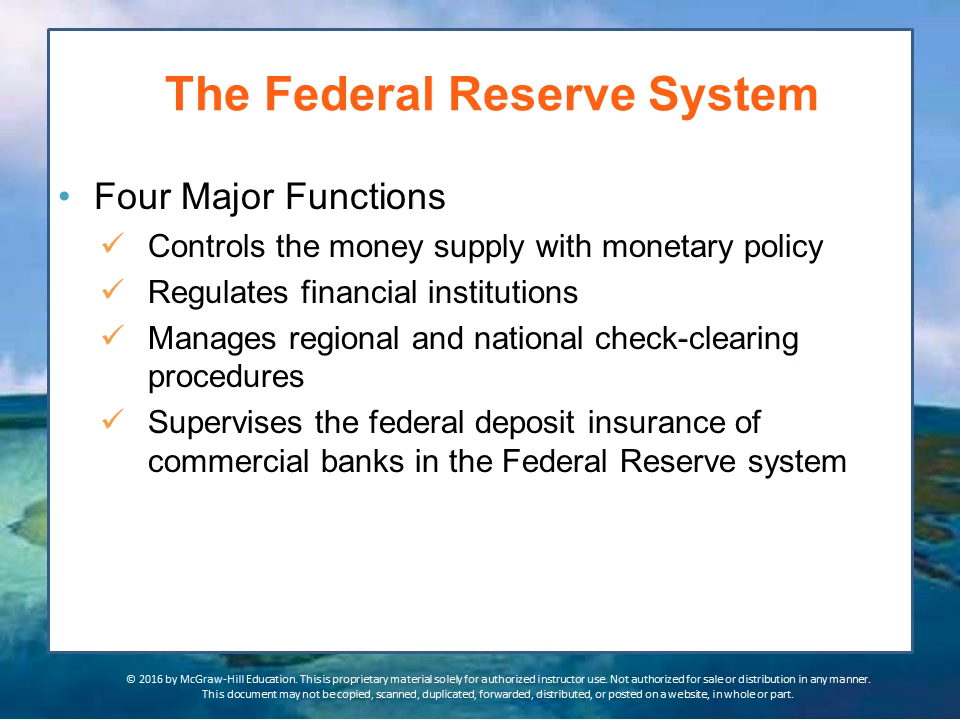 The Federal Reserve System
• Four Major Functions
✓ Controls the money supply with monetary policy
✓ Regulates financial institutions
✓ Manages regional and national check-clearing
procedures
✓ Supervises the federal deposit insurance of
commercial banks in the Federal Reserve system
© 2016 by McGraw-Hill Education. This is proprietary material solely for authorized instructor use. Not authorized for sale or distribution in any manner.
This document may not be copied, scanned, duplicated, forwarded, distributed, or posted on a website, in whole or part.